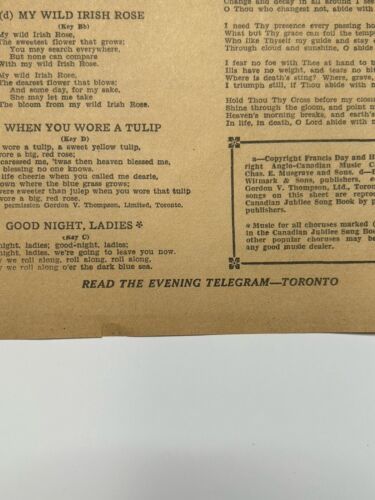 (d) MY WILD IRISH ROSE
(Key Bb)
My wild Irish Rose,
The sweetest flower that grows;
You may search everywhere,
But none can compare
With my wild Irish Rose.
My wild Irish Rose,
The dearest flower that blows;
And some day, for my sake,
She may let me take
The bloom from my wild Irish Rose.
WHEN YOU WORE A TULIP
(Key D)
wore a tulip, a sweet yellow tulip,
wore a big, red rose;
caressed me, 'twas then heaven blessed me,
blessing no one knows.
life cheerie when you called me dearie,
down where the blue grass grows;
were sweeter than julep when you wore that tulip
wore a big, red rose.
permission Gordon V. Thompson, Limited, Toronto.
GOOD NIGHT, LADIES *
(Key C)
night, ladies; good-night, ladies;
night, ladies, we're going to leave you now.
we roll along, roll along, roll along,
we roll along, o'er the dark blue sea.
Change and decay in all around I see
O Thou who changest not, abide with
I need Thy presence every passing ho
What but Thy grace can foil the temp
Who like Thyself my guide and stay c
Through cloud and sunshine, O abide wi
I fear no foe with Thee at hand to
Ills have no weight, and tears no bi
Where is death's sting? Where, grave,
I triumph still, if Thou abide with m
Hold Thou Thy Cross before my closin
Shine through the gloom, and point m
Heaven's morning breaks, and earth's
In life, in death, O Lord abide with m
a—Copyright Francis Day and H
right Anglo-Canadian Music C
Chas. E. Musgrave and Sons. d—
Witmark & Sons, publishers.
Gordon V. Thompson, Ltd., Toron
songs on this sheet are reprod
Canadian Jubilee Song Book by p
publishers.
* Music for all choruses marked (
in the Canadian Jubilee Song Boo
other popular choruses may be
any good music dealer.
READ THE EVENING TELEGRAM—TORONTO